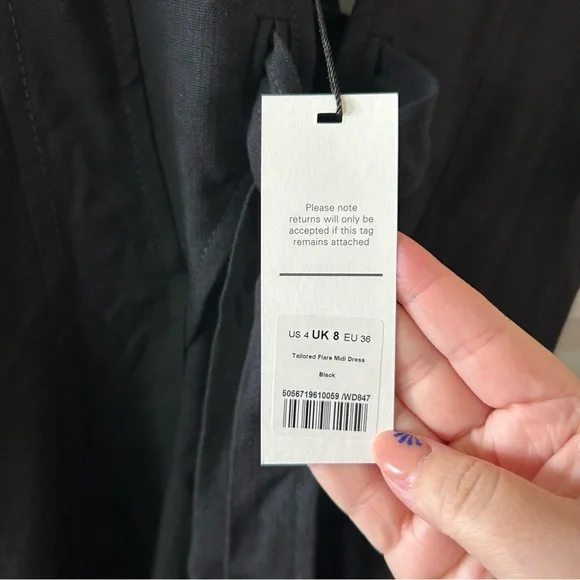 Please note
returns will only be
accepted if this tag
remains attached
US 4 UK 8 EU 36
Tailored Flare Midi Dress
Black
5056719610059 /WD847